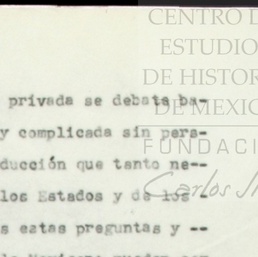 CENTRO D
ESTUDIO
DE HISTOR
DE MEXIC
FUNDACI
Carlos
privada se debate ba-
y complicada sin pers-
ducción que tanto ne--
los Estados y de los -
s estas preguntas y --